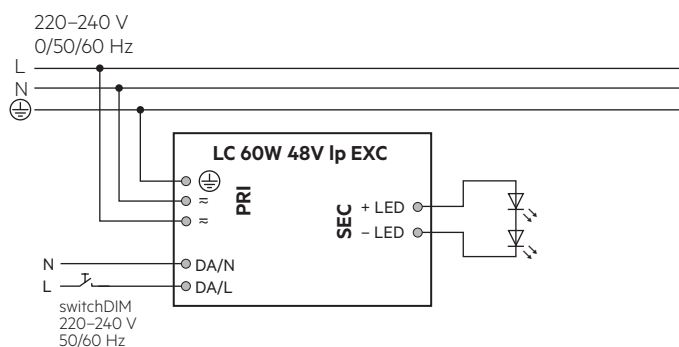 220–240 V
0/50/60 Hz
L
N
LC 60W 48V lp EXC
PRI
≂
≂
SEC
+ LED
– LED
N
DA/N
L
DA/L
switchDIM
220–240 V
50/60 Hz